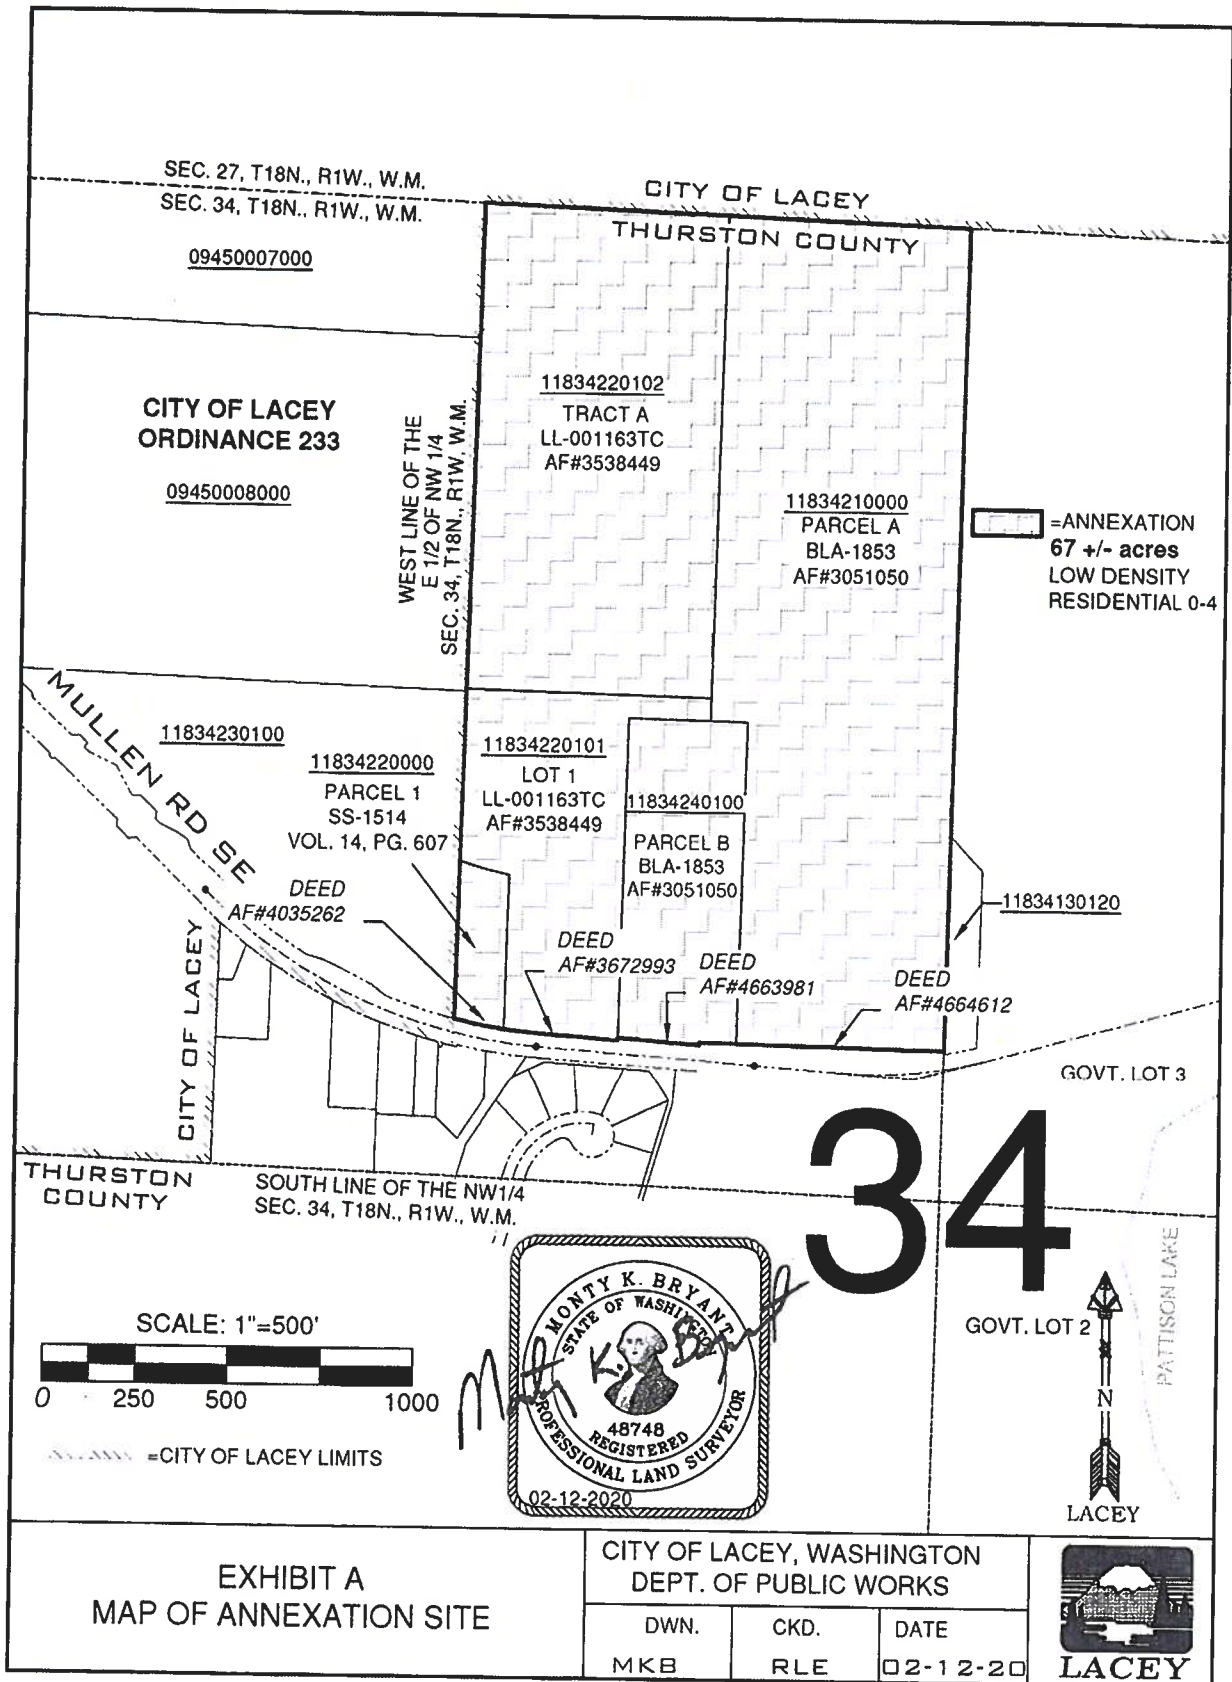 SEC. 27, T18N., R1W., W.M.
SEC. 34, T18N., R1W., W.M.
09450007000
CITY OF LACEY
THURSTON COUNTY
CITY OF LACEY
ORDINANCE 233
09450008000
WEST LINE OF THE
E 1/2 OF NW 1/4
SEC. 34, T18N., R1W, W.M.
11834220102
TRACT A
LL-001163TC
AF#3538449
11834210000
PARCEL A
BLA-1853
AF#3051050
=ANNEXATION
67 +/- acres
LOW DENSITY
RESIDENTIAL 0-4
MULLEN RD SE
11834230100
11834220000
PARCEL 1
SS-1514
VOL. 14, PG. 607
11834220101
LOT 1
LL-001163TC
AF#3538449
11834240100
PARCEL B
BLA-1853
AF#3051050
11834130120
DEED
AF#4035262
DEED
AF#3672993
DEED
AF#4663981
DEED
AF#4664612
CITY OF LACEY
GOVT. LOT 3
THURSTON
COUNTY
SOUTH LINE OF THE NW1/4
SEC. 34, T18N., R1W., W.M.
34
GOVT. LOT 2
PATTISON LAKE
SCALE: 1"=500'
0 250 500 1000
=CITY OF LACEY LIMITS
MONTY K. BRYANT
STATE OF WASHINGTON
Monty K. Bryant
48748
REGISTERED
PROFESSIONAL LAND SURVEYOR
02-12-2020
N
LACEY
EXHIBIT A
MAP OF ANNEXATION SITE
CITY OF LACEY, WASHINGTON
DEPT. OF PUBLIC WORKS
DWN. CKD. DATE
MKB RLE 02-12-20
LACEY